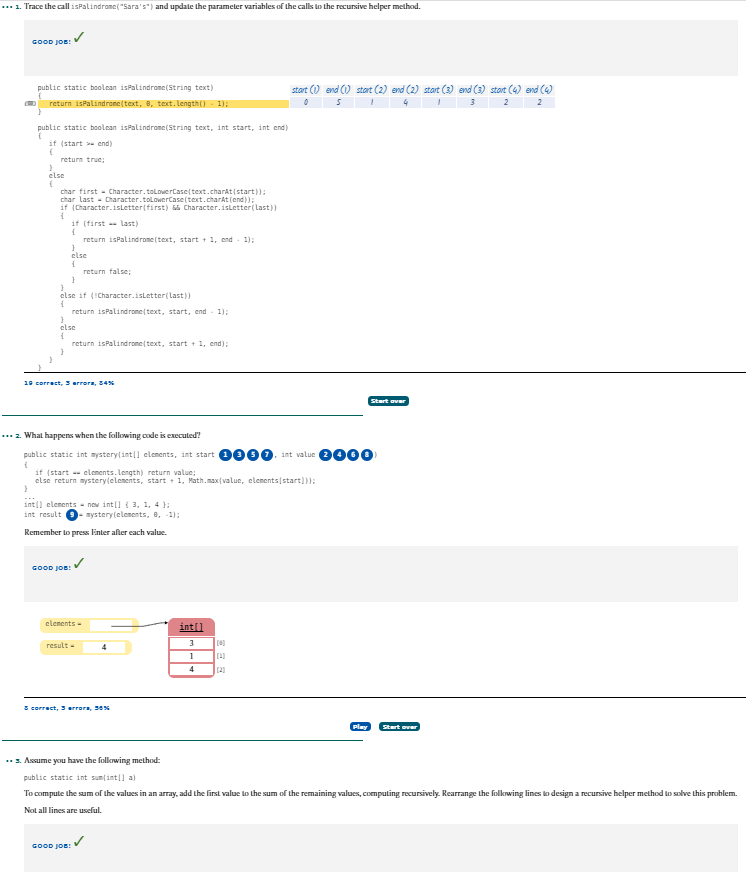 ••• 1. Trace the call isPalindrome("Sara's") and update the parameter variables of the calls to the recursive helper method.
GOOD JOB:
public static boolean isPalindrome(String text)
{
return isPalindrome(text, 0, text.length() - 1);
}
start (1) end (1) start (2) end (2) start (3) end (3) start (4) end (4)
0 5 1 4 1 3 2 2
public static boolean isPalindrome(String text, int start, int end)
{
if (start >= end)
{
return true;
}
else
{
char first = Character.toLowerCase(text.charAt(start));
char last = Character.toLowerCase(text.charAt(end));
if (Character.isLetter(first) && Character.isLetter(last))
{
if (first == last)
{
return isPalindrome(text, start + 1, end - 1);
}
else
{
return false;
}
}
else if (!Character.isLetter(last))
{
return isPalindrome(text, start, end - 1);
}
else
{
return isPalindrome(text, start + 1, end);
}
}
}
19 correct, 3 errors, 84%
Start over
••• 2. What happens when the following code is executed?
public static int mystery(int[] elements, int start 1 3 5 7, int value 2 4 6 8)
{
if (start == elements.length) return value;
else return mystery(elements, start + 1, Math.max(value, elements[start]));
}
...
int[] elements = new int[] { 3, 1, 4 };
int result 9 = mystery(elements, 0, -1);
Remember to press Enter after each value.
GOOD JOB:
elements =
int[]
result = 4
3 [0]
1 [1]
4 [2]
Play Start over
•• 3. Assume you have the following method:
public static int sum(int[] a)
To compute the sum of the values in an array, add the first value to the sum of the remaining values, computing recursively. Rearrange the following lines to design a recursive helper method to solve this problem.
Not all lines are useful.
GOOD JOB: